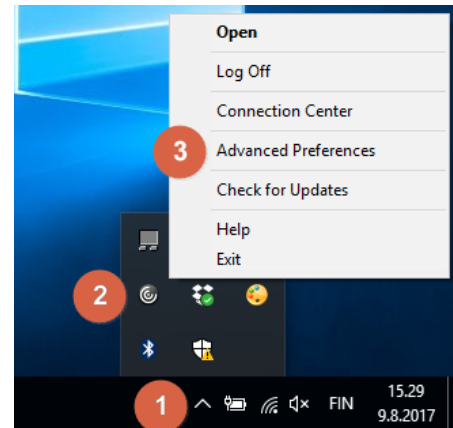 Open
Log Off
Connection Center
3 Advanced Preferences
Check for Updates
Help
Exit
2
1 FIN 15.29
9.8.2017